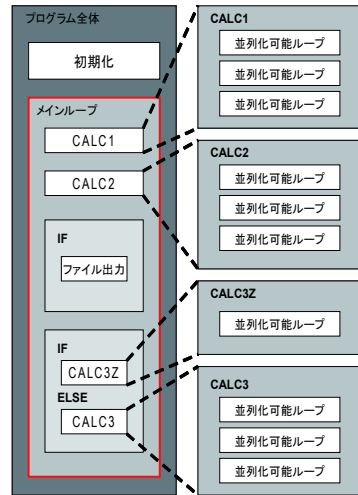 プログラム全体
初期化
メインループ
CALC1
CALC2
IF
ファイル出力
IF
CALC3Z
ELSE
CALC3
CALC1
並列化可能ループ
並列化可能ループ
並列化可能ループ
CALC2
並列化可能ループ
並列化可能ループ
並列化可能ループ
CALC3Z
並列化可能ループ
CALC3
並列化可能ループ
並列化可能ループ
並列化可能ループ